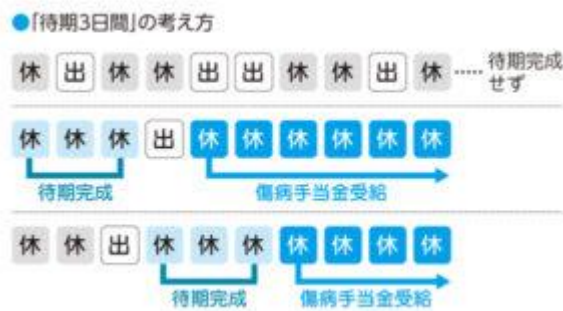 ●「待期3日間」の考え方
休 出 休 休 出 出 休 休 出 休 …… 待期完成
せず
休 休 休 出 休 休 休 休 休 休
待期完成 傷病手当金受給
休 休 出 休 休 休 休 休 休 休
待期完成 傷病手当金受給